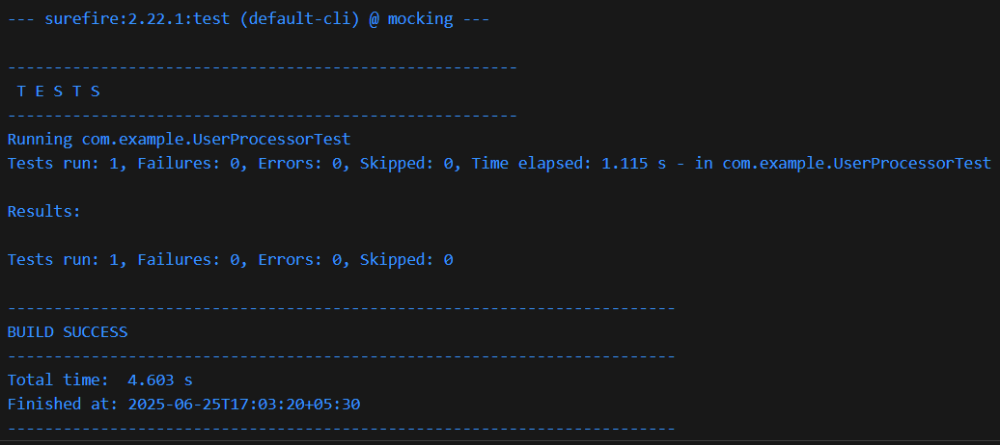 --- surefire:2.22.1:test (default-cli) @ mocking ---
-------------------------------------------------------
 T E S T S
-------------------------------------------------------
Running com.example.UserProcessorTest
Tests run: 1, Failures: 0, Errors: 0, Skipped: 0, Time elapsed: 1.115 s - in com.example.UserProcessorTest
Results:
Tests run: 1, Failures: 0, Errors: 0, Skipped: 0
------------------------------------------------------------------------
BUILD SUCCESS
------------------------------------------------------------------------
Total time:  4.603 s
Finished at: 2025-06-25T17:03:20+05:30
------------------------------------------------------------------------